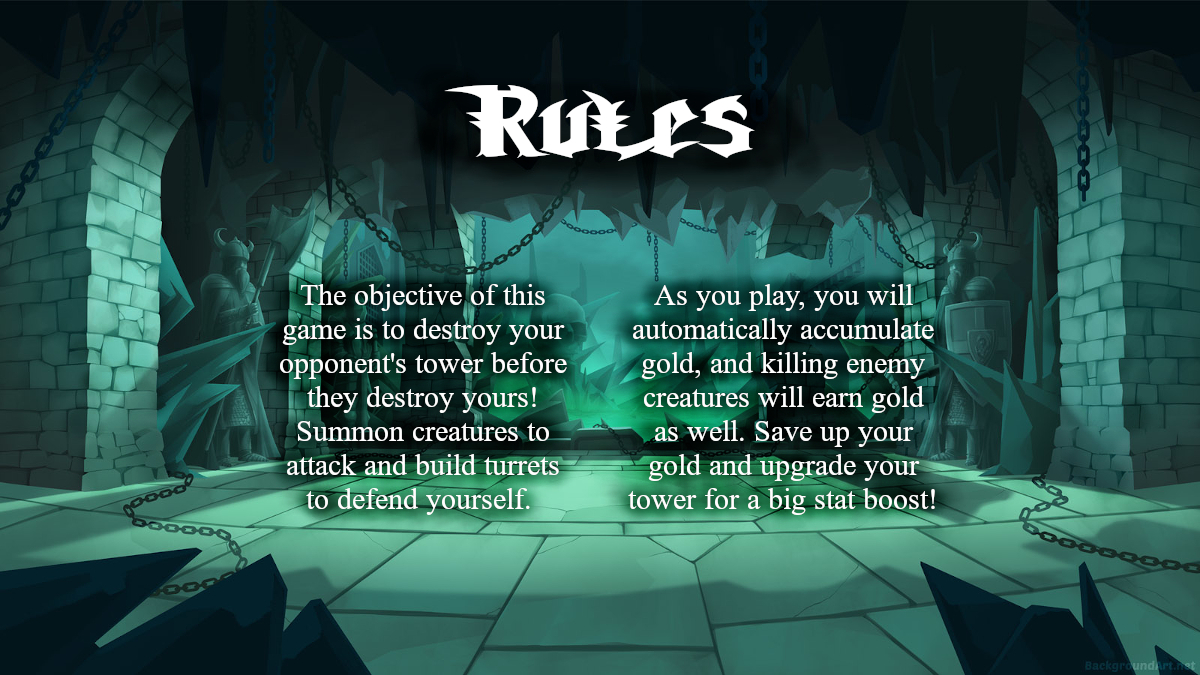 Rules
The objective of this
game is to destroy your
opponent's tower before
they destroy yours!
Summon creatures to
attack and build turrets
to defend yourself.
As you play, you will
automatically accumulate
gold, and killing enemy
creatures will earn gold
as well. Save up your
gold and upgrade your
tower for a big stat boost!
BackgroundArt.net